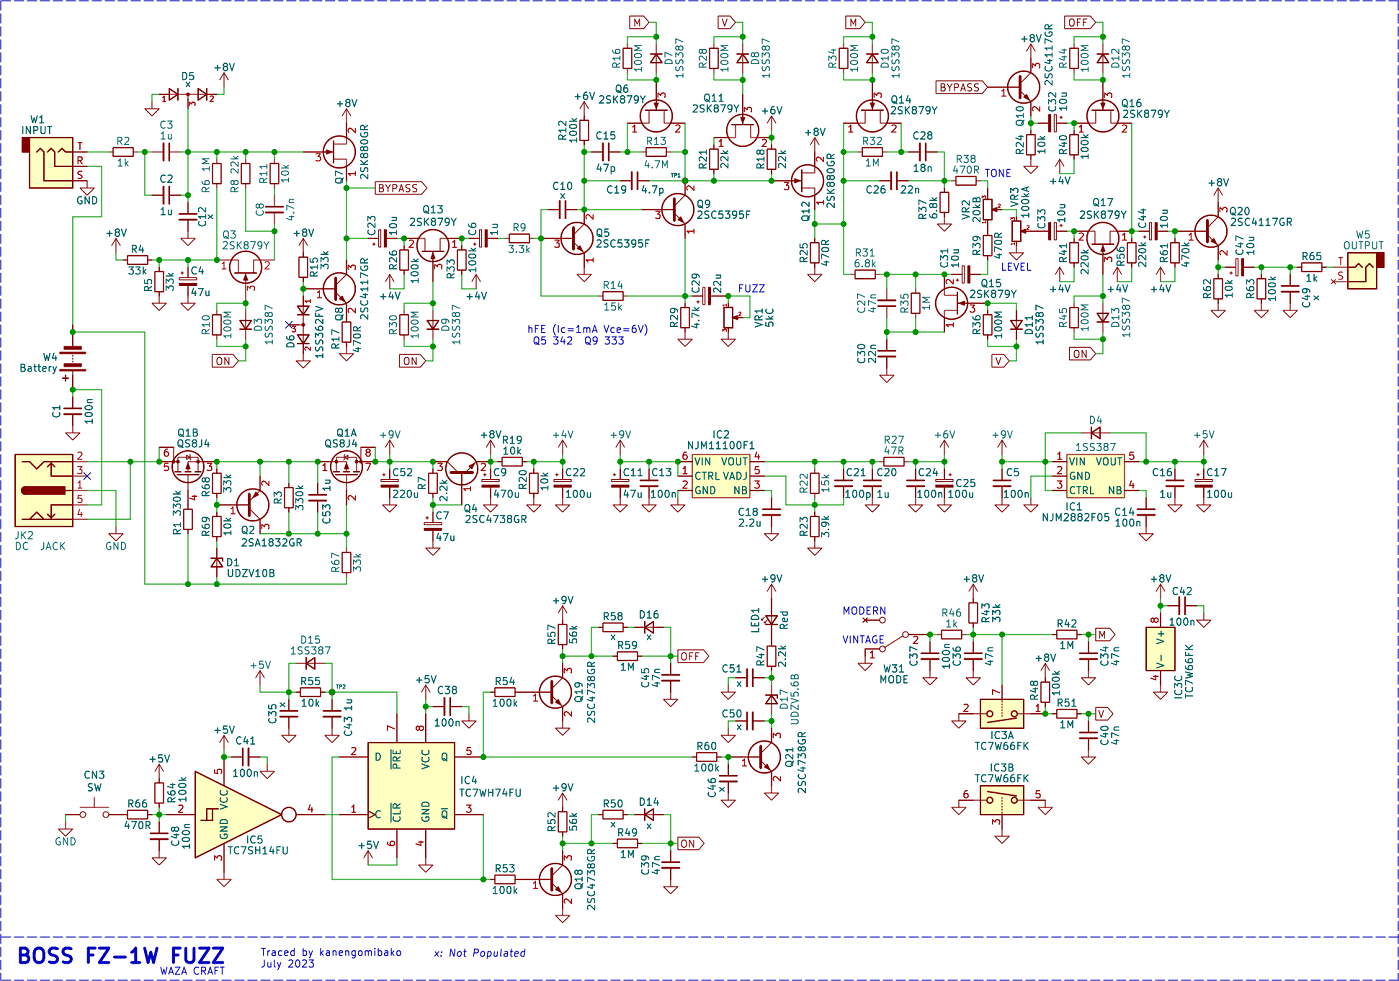 W1
INPUT
T
R
S
GND
R2
1k
C3
1u
C2
1u
D5
x
+8V
R6 1M
R8 22k
R11
10k
C12
x
C8
4.7n
+8V
R4
33k
R5
33k
C4
47u
Q3
2SK879Y
R10
100M
D3
1SS387
ON
+8V
Q7
2SK880GR
BYPASS
+8V
R15
33k
D6
1SS362FV
Q8
2SC4117GR
R17
470R
C23
10u
R26
100k
+4V
Q13
2SK879Y
R30
100M
D9
1SS387
ON
R33
100k
+4V
C6
1u
R9
3.3k
C10
x
Q5
2SC5395F
+6V
R12
100k
C15
47p
R13
4.7M
C19
4.7p
TP1
Q9
2SC5395F
M
R16
100M
D7
1SS387
Q6
2SK879Y
V
R28
100M
D8
1SS387
Q11
2SK879Y
+6V
R21
22k
R18
22k
R14
15k
R29
4.7k
C29
22u
FUZZ
VR1
5kC
hFE (Ic=1mA Vce=6V)
Q5 342 Q9 333
+8V
Q12
2SK880GR
R25
470R
M
R34
100M
D10
1SS387
Q14
2SK879Y
R32
1M
C28
18n
C26
22n
R37
6.8k
R38
470R
TONE
VR2
20kB
R39
470R
VR3
100kA
LEVEL
R31
6.8k
C27
47n
R35
1M
C31
10u
Q15
2SK879Y
C30
22n
R36
100M
D11
1SS387
V
BYPASS
+8V
Q10
2SC4117GR
R24
10k
C32
10u
R40
100k
+4V
OFF
R44
100M
D12
1SS387
Q16
2SK879Y
C33
10u
R41
220k
+4V
Q17
2SK879Y
R56
220k
R45
100M
D13
1SS387
ON
C44
10u
R61
470k
+4V
+8V
Q20
2SC4117GR
R62
10k
C47
10u
R63
100k
C49
x
R65
1k
W5
OUTPUT
T
S
W4
Battery
+
C1
100n
JK2
DC JACK
2
3
1
5
4
GND
Q1B
QS8J4
R1 330k
R68
33k
R69
10k
D1
UDZV10B
Q2
2SA1832GR
R3
330k
C53
1u
Q1A
QS8J4
R67
33k
+9V
C52
220u
R7
2.2k
C7
47u
Q4
2SC4738GR
+8V
C9
470u
R19
10k
R20
10k
+4V
C22
100u
+9V
C11
47u
C13
100n
IC2
NJM11100F1
VIN VOUT
CTRL VADJ
GND NB
C18
2.2u
R22
15k
R23
3.9k
C21
100p
C20
1u
R27
47R
C24
100n
+6V
C25
100u
+9V
C5
100n
D4
1SS387
VIN VOUT
GND
CTRL NB
IC1
NJM2882F05
C14
100n
C16
1u
+5V
C17
100u
CN3
SW
GND
R66
470R
+5V
R64
100k
C48
100n
+5V
C41
100n
VCC
GND
IC5
TC7SH14FU
+5V
C35
x
D15
1SS387
R55
10k
TP2
C43 1u
+5V
C38
100n
D
PRE
VCC
Q
C
CLR
GND
Q
IC4
TC7WH74FU
+5V
R54
100k
Q19
2SC4738GR
+9V
R57
56k
R58
x
D16
R59
1M
OFF
C45
47n
R53
100k
Q18
2SC4738GR
+9V
R52
56k
R50
x
D14
R49
1M
ON
C39
47n
R60
100k
C46
x
Q21
2SC4738GR
C51
x
C50
x
+9V
LED1
Red
R47
2.2k
D17
UDZV5.6B
MODERN
VINTAGE
W31
MODE
C37
100n
R46
1k
C36
47n
+8V
R43
33k
R42
1M
M
C34
47n
IC3A
TC7W66FK
+8V
R48
100k
R51
1M
V
C40
47n
IC3B
TC7W66FK
+8V
C42
100n
V+
V-
IC3C
TC7W66FK
BOSS FZ-1W FUZZ
WAZA CRAFT
Traced by kanengomibako
July 2023
x: Not Populated